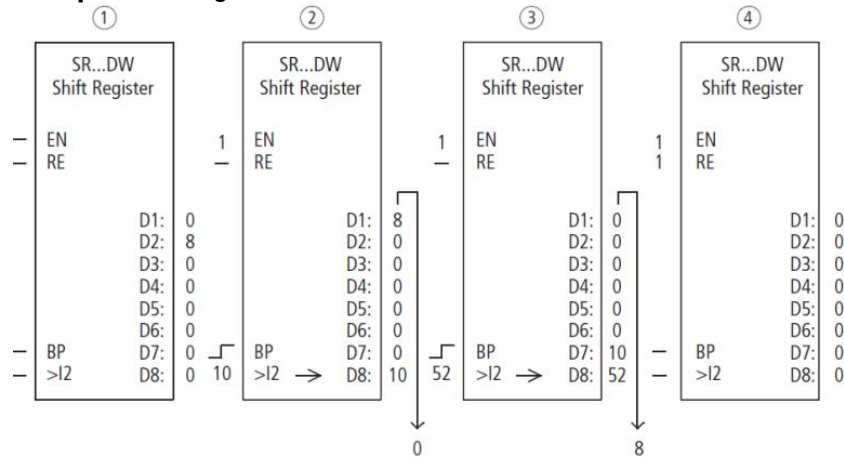 ① ② ③ ④
SR...DW SR...DW SR...DW SR...DW
Shift Register Shift Register Shift Register Shift Register
– EN 1 EN 1 EN 1 EN
– RE – RE – RE 1 RE
D1: 0 D1: 8 D1: 0 D1: 0
D2: 8 D2: 0 D2: 0 D2: 0
D3: 0 D3: 0 D3: 0 D3: 0
D4: 0 D4: 0 D4: 0 D4: 0
D5: 0 D5: 0 D5: 0 D5: 0
D6: 0 D6: 0 D6: 0 D6: 0
– BP D7: 0 BP D7: 0 BP D7: 10 – BP D7: 0
– >I2 D8: 0 10 >I2 → D8: 10 52 >I2 → D8: 52 – >I2 D8: 0
0 8